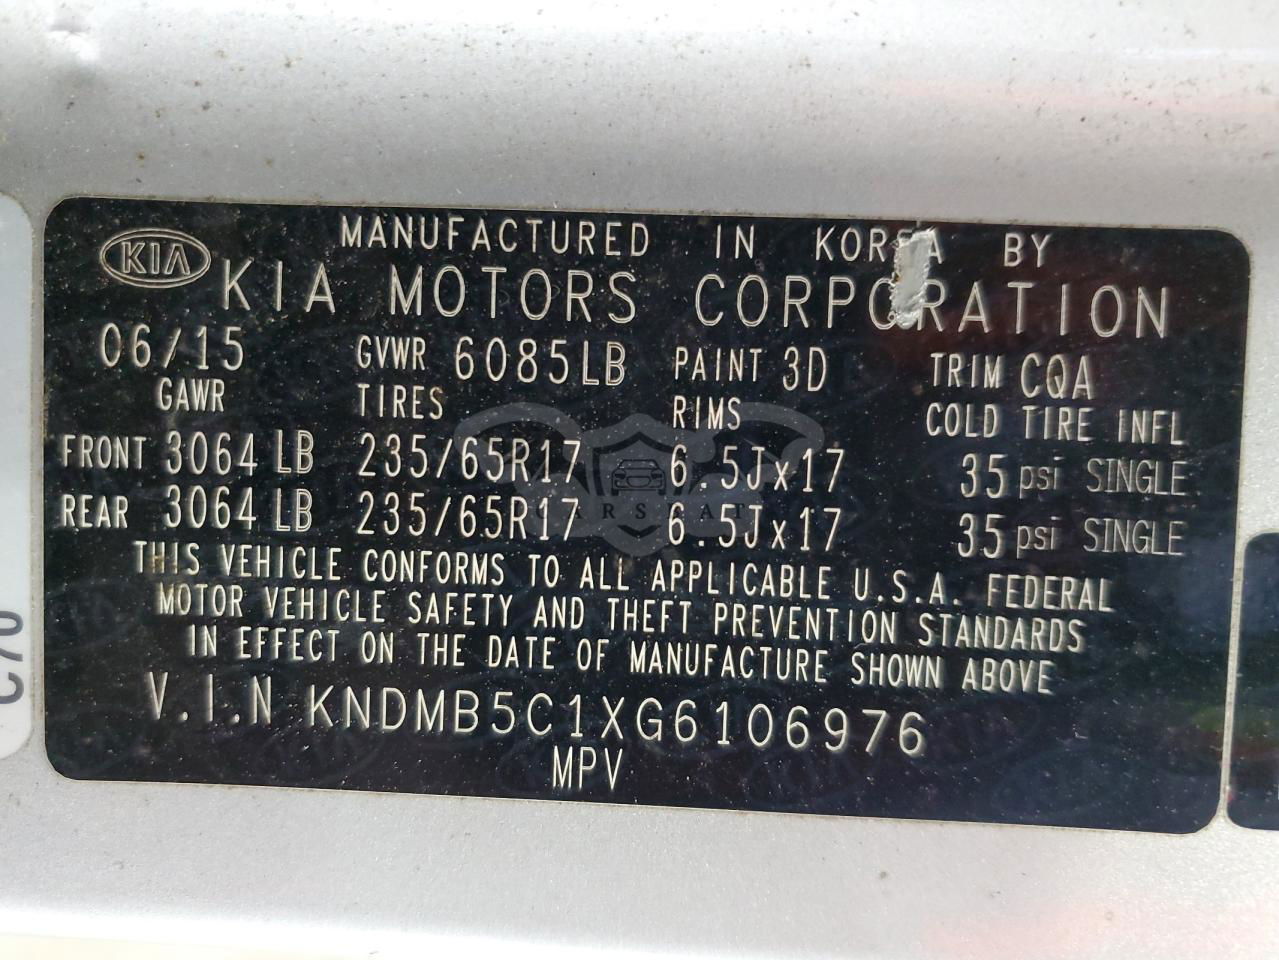 MANUFACTURED IN KOREA BY
KIA KIA MOTORS CORPORATION
06/15 GVWR 6085LB PAINT 3D TRIM CQA
GAWR TIRES RIMS COLD TIRE INFL
FRONT 3064 LB 235/65R17 6.5Jx17 35 psi SINGLE
REAR 3064 LB 235/65R17 6.5Jx17 35 psi SINGLE
THIS VEHICLE CONFORMS TO ALL APPLICABLE U.S.A. FEDERAL
MOTOR VEHICLE SAFETY AND THEFT PREVENTION STANDARDS
IN EFFECT ON THE DATE OF MANUFACTURE SHOWN ABOVE
V.I.N KNDMB5C1XG6106976
MPV